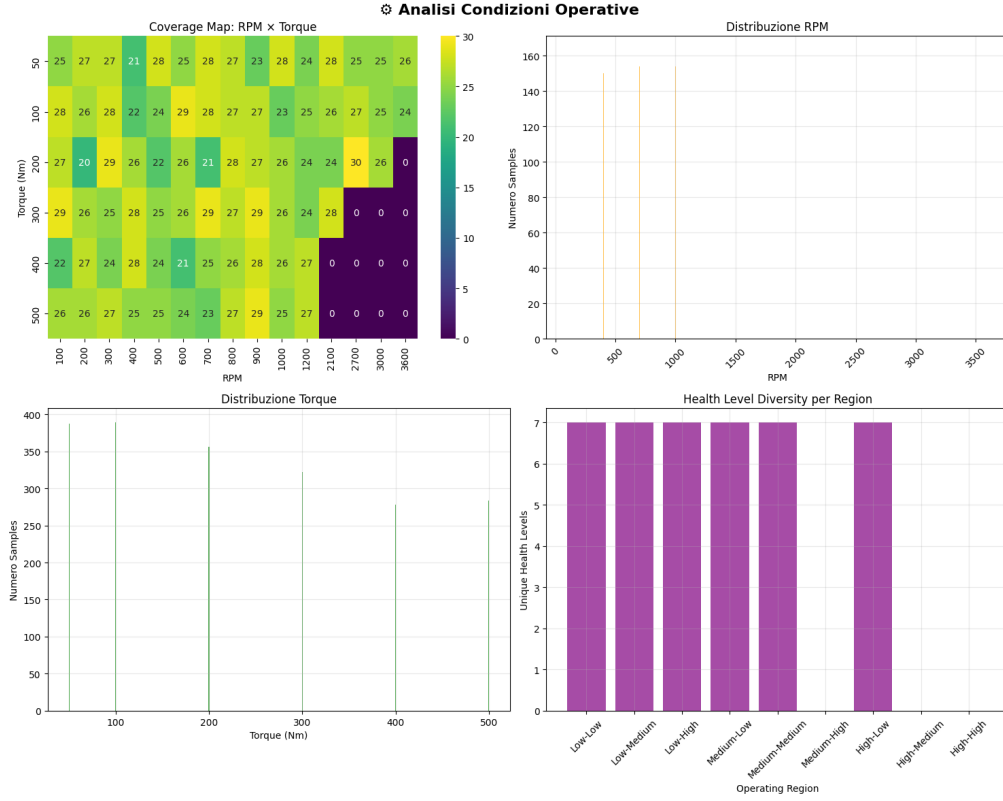 ⚙ Analisi Condizioni Operative
Coverage Map: RPM × Torque
50 25 27 27 21 28 25 28 27 23 28 24 28 25 25 26
100 28 26 28 22 24 29 28 27 27 23 25 26 27 25 24
200 27 20 29 26 22 26 21 28 27 26 24 24 30 26 0
300 29 26 25 28 25 26 29 27 29 26 24 28 0 0 0
400 22 27 24 28 24 21 25 26 28 26 27 0 0 0 0
500 26 26 27 25 25 24 23 27 29 25 27 0 0 0 0
Torque (Nm)
100 200 300 400 500 600 700 800 900 1000 1200 2100 2700 3000 3600
RPM
30
25
20
15
10
5
0
Distribuzione RPM
160
140
120
100
80
60
40
20
0
Numero Samples
0 500 1000 1500 2000 2500 3000 3500
RPM
Distribuzione Torque
400
350
300
250
200
150
100
50
0
Numero Samples
100 200 300 400 500
Torque (Nm)
Health Level Diversity per Region
7
6
5
4
3
2
1
0
Unique Health Levels
Low-Low Low-Medium Low-High Medium-Low Medium-Medium Medium-High High-Low High-Medium High-High
Operating Region